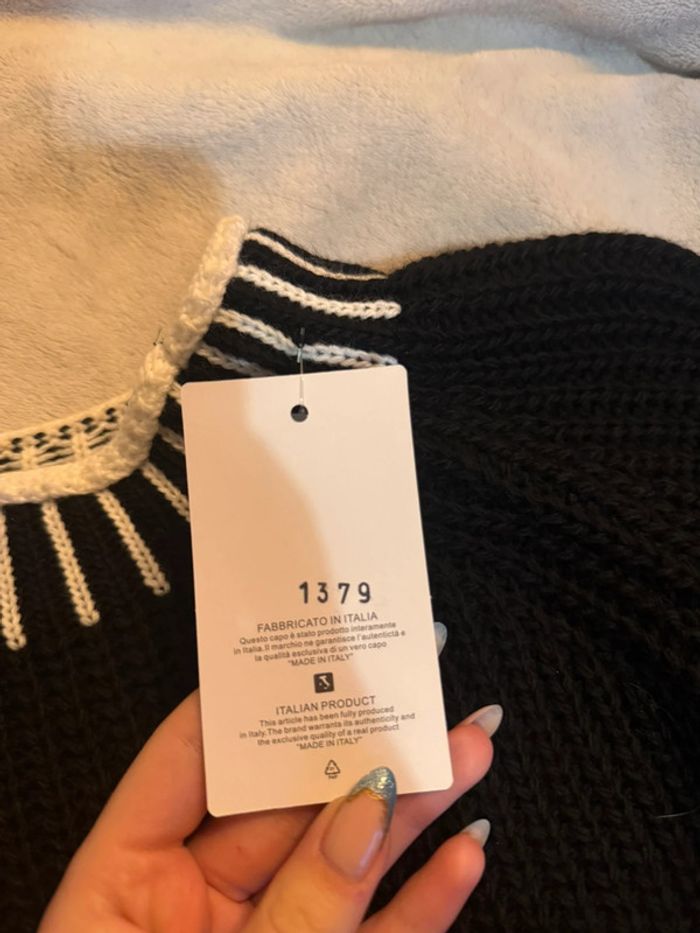 1379
FABBRICATO IN ITALIA
Questo capo è stato prodotto interamente
in Italia.Il marchio ne garantisce l'autenticità e
la qualità esclusiva di un vero capo
"MADE IN ITALY"
ITALIAN PRODUCT
This article has been fully produced
in Italy.The brand warrants its authenticity and
the exclusive quality of a real product
"MADE IN ITALY"